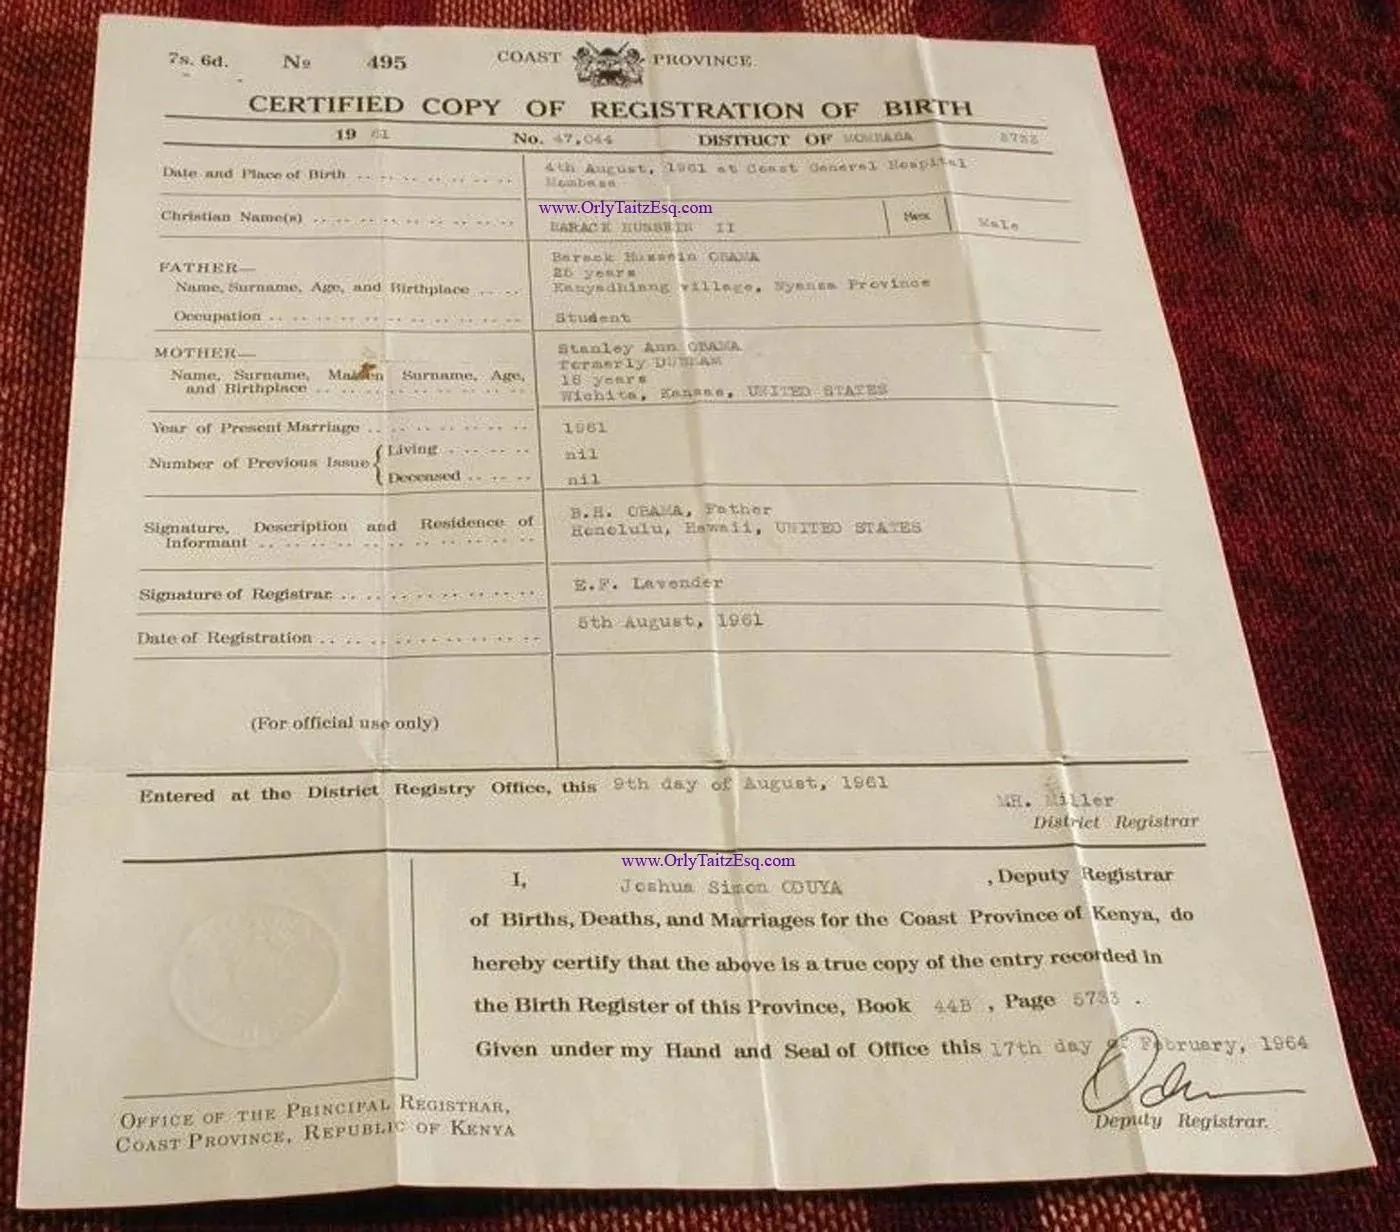 7s. 6d. № 495 COAST PROVINCE
CERTIFIED COPY OF REGISTRATION OF BIRTH
19 61 No. 47,044 DISTRICT OF MOMBASA 5733
Date and Place of Birth 4th August, 1961 at Coast General Hospital
Mombasa
www.OrlyTaitzEsq.com
Christian Name(s) BARACK HUSSEIN II Sex Male
FATHER—
Barack Hussein OBAMA
Name, Surname, Age, and Birthplace
years
Kanyadhiang village, Nyanza Province
Occupation Student
MOTHER—
Stanley Ann OBAMA
formerly DUNHAM
Name, Surname, Maiden Surname, Age,
18 years
and Birthplace
Wichita, Kansas, UNITED STATES
Year of Present Marriage 1961
Number of Previous Issue { Living nil
Deceased nil
B.H. OBAMA, Father
Signature, Description and Residence of
Honolulu, Hawaii, UNITED STATES
Informant
Signature of Registrar E.F. Lavender
Date of Registration 5th August, 1961
(For official use only)
Entered at the District Registry Office, this 9th day of August, 1961
MH. Miller
District Registrar
www.OrlyTaitzEsq.com
I, Joshua Simon ODUYA , Deputy Registrar
of Births, Deaths, and Marriages for the Coast Province of Kenya, do
hereby certify that the above is a true copy of the entry recorded in
the Birth Register of this Province, Book 44B , Page 5733 .
Given under my Hand and Seal of Office this 17th day of February, 1964
Deputy Registrar.
OFFICE OF THE PRINCIPAL REGISTRAR,
COAST PROVINCE, REPUBLIC OF KENYA